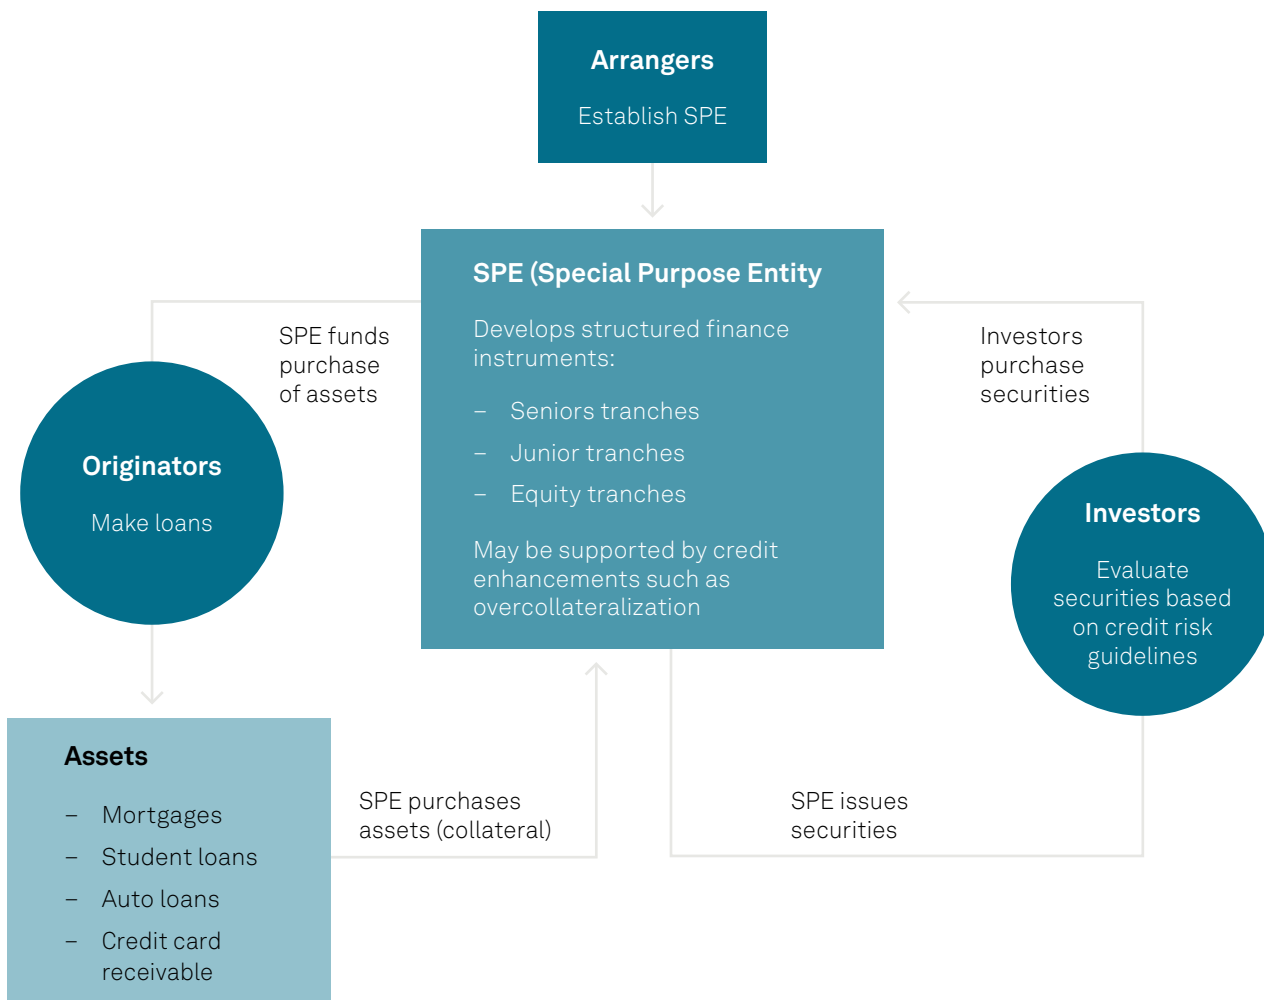 Arrangers
Establish SPE
SPE (Special Purpose Entity
Develops structured finance
instruments:
– Seniors tranches
– Junior tranches
– Equity tranches
May be supported by credit
enhancements such as
overcollateralization
SPE funds
purchase
of assets
Investors
purchase
securities
Originators
Make loans
Investors
Evaluate
securities based
on credit risk
guidelines
Assets
– Mortgages
– Student loans
– Auto loans
– Credit card
receivable
SPE purchases
assets (collateral)
SPE issues
securities